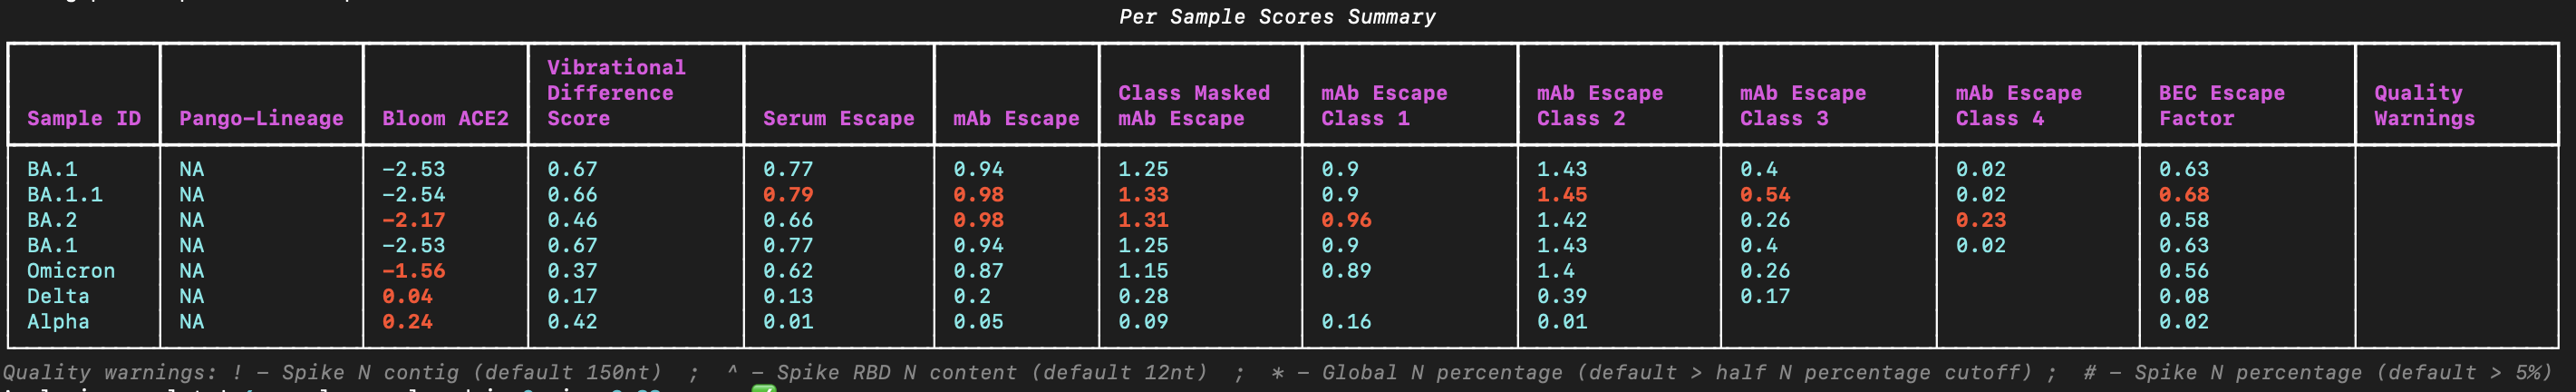 Per Sample Scores Summary
Vibrational
Difference Class Masked mAb Escape mAb Escape mAb Escape mAb Escape BEC Escape Quality
Sample ID Pango-Lineage Bloom ACE2 Score Serum Escape mAb Escape mAb Escape Class 1 Class 2 Class 3 Class 4 Factor Warnings
BA.1 NA −2.53 0.67 0.77 0.94 1.25 0.9 1.43 0.4 0.02 0.63
BA.1.1 NA −2.54 0.66 0.79 0.98 1.33 0.9 1.45 0.54 0.02 0.68
BA.2 NA −2.17 0.46 0.66 0.98 1.31 0.96 1.42 0.26 0.23 0.58
BA.1 NA −2.53 0.67 0.77 0.94 1.25 0.9 1.43 0.4 0.02 0.63
Omicron NA −1.56 0.37 0.62 0.87 1.15 0.89 1.4 0.26 0.56
Delta NA 0.04 0.17 0.13 0.2 0.28 0.39 0.17 0.08
Alpha NA 0.24 0.42 0.01 0.05 0.09 0.16 0.01 0.02
Quality warnings: ! − Spike N contig (default 150nt) ; ^ − Spike RBD N content (default 12nt) ; * − Global N percentage (default > half N percentage cutoff) ; # − Spike N percentage (default > 5%)